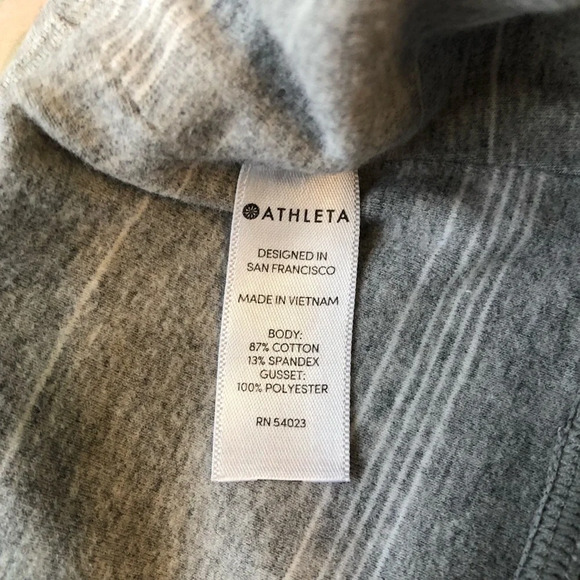 ATHLETA
DESIGNED IN
SAN FRANCISCO
MADE IN VIETNAM
BODY:
87% COTTON
13% SPANDEX
GUSSET:
100% POLYESTER
RN 54023